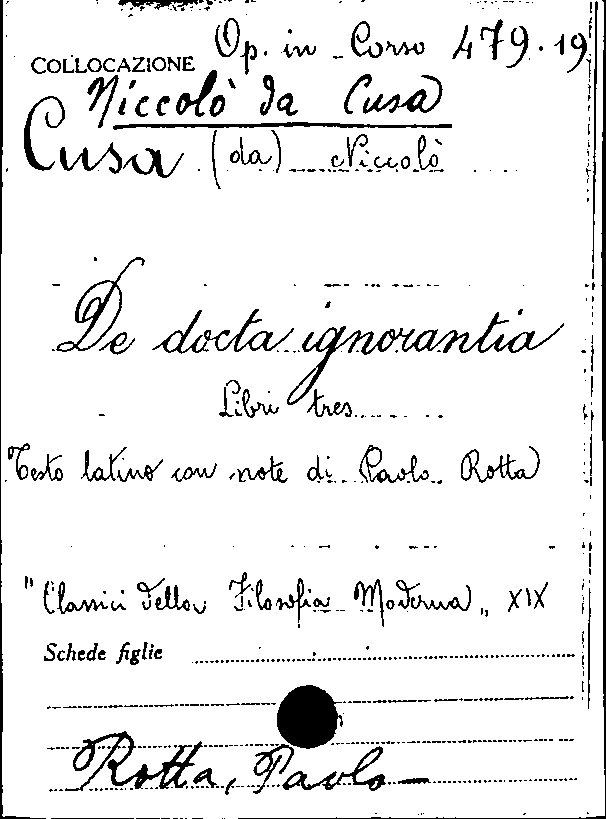 Op. in Corso 479.19
COLLOCAZIONE
Niccolò da Cusa
Cusa (da) Niccolò
De docta ignorantia
Libri tres
Testo latino con note di Paolo Rotta
"Classici della Filosofia Moderna„ XIX
Schede figlie
Rotta, Paolo